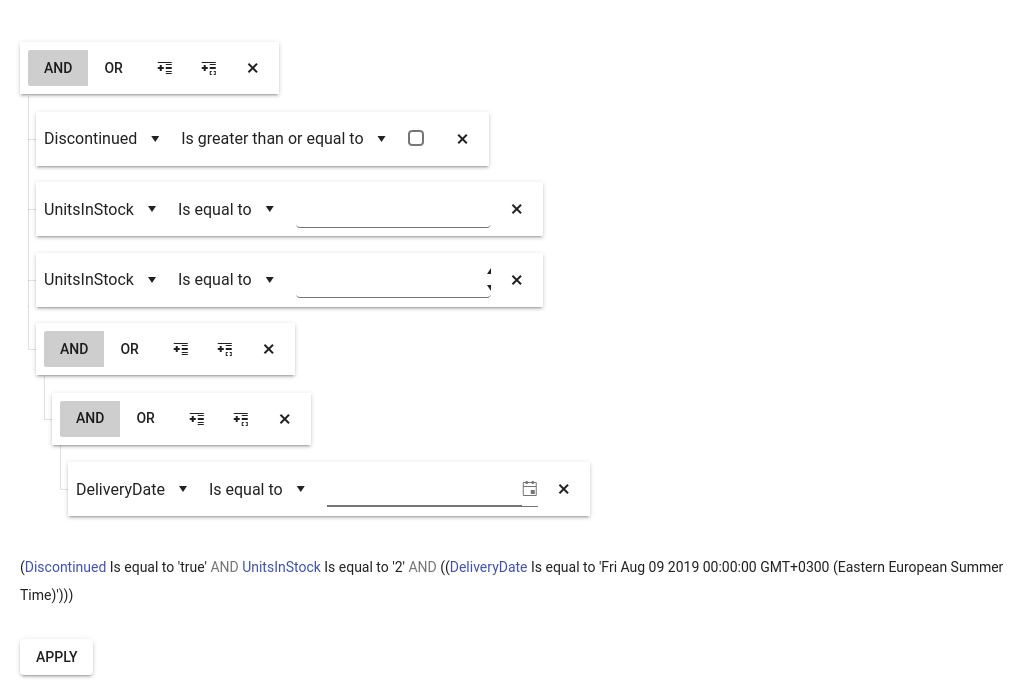 AND OR
Discontinued Is greater than or equal to
UnitsInStock Is equal to
UnitsInStock Is equal to
AND OR
AND OR
DeliveryDate Is equal to
(Discontinued Is equal to 'true' AND UnitsInStock Is equal to '2' AND ((DeliveryDate Is equal to 'Fri Aug 09 2019 00:00:00 GMT+0300 (Eastern European Summer
Time)')))
APPLY